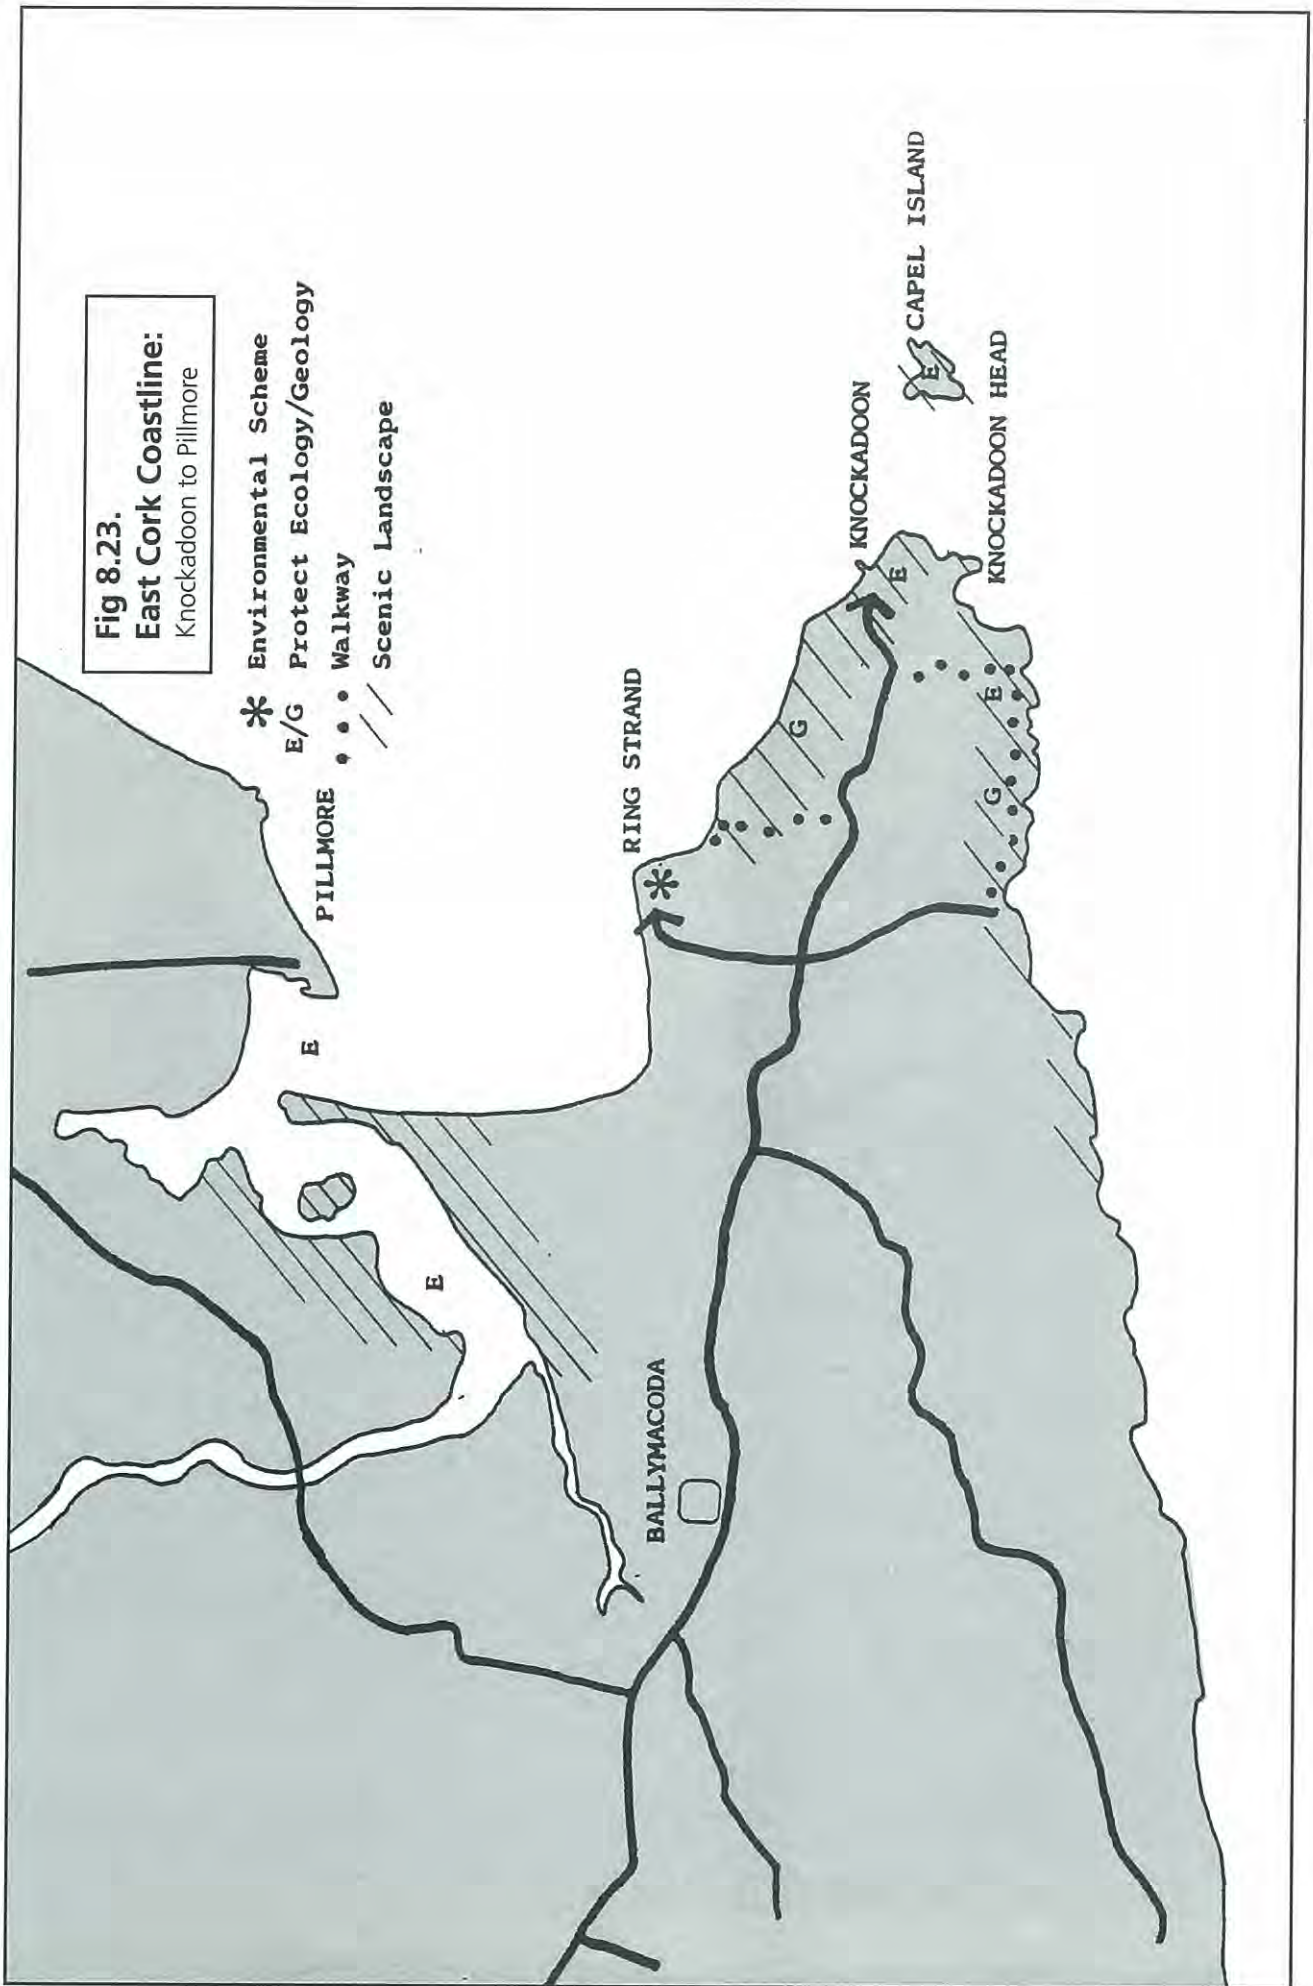 Fig 8.23.
East Cork Coastline:
Knockadoon to Pillmore
* Environmental Scheme
E/G Protect Ecology/Geology
• • • Walkway
// Scenic Landscape
PILLMORE
E
E
RING STRAND
*
BALLYMACODA
G
KNOCKADOON
E
E
CAPEL ISLAND
G
E
KNOCKADOON HEAD